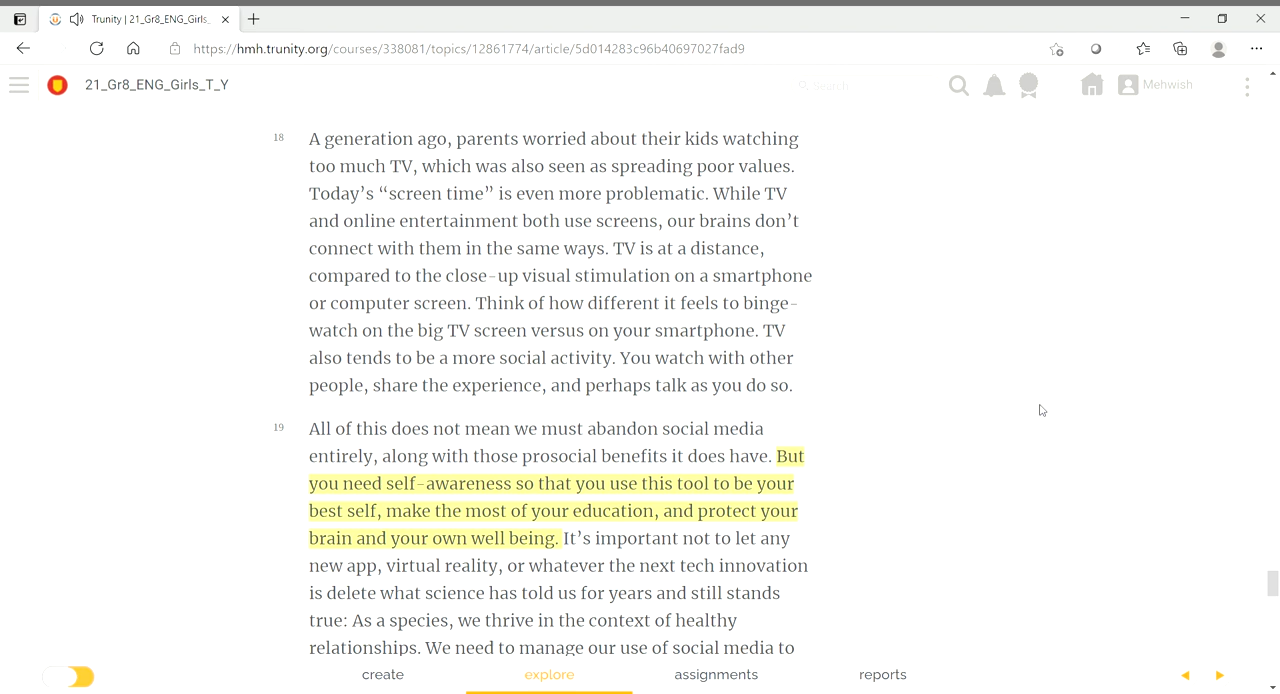 Trunity | 21_Gr8_ENG_Girls_
https://hmh.trunity.org/courses/338081/topics/12861774/article/5d014283c96b40697027fad9
21_Gr8_ENG_Girls_T_Y
Search
Mehwish
18
A generation ago, parents worried about their kids watching
too much TV, which was also seen as spreading poor values.
Today’s “screen time” is even more problematic. While TV
and online entertainment both use screens, our brains don’t
connect with them in the same ways. TV is at a distance,
compared to the close-up visual stimulation on a smartphone
or computer screen. Think of how different it feels to binge-
watch on the big TV screen versus on your smartphone. TV
also tends to be a more social activity. You watch with other
people, share the experience, and perhaps talk as you do so.
19
All of this does not mean we must abandon social media
entirely, along with those prosocial benefits it does have. But
you need self-awareness so that you use this tool to be your
best self, make the most of your education, and protect your
brain and your own well being. It’s important not to let any
new app, virtual reality, or whatever the next tech innovation
is delete what science has told us for years and still stands
true: As a species, we thrive in the context of healthy
relationships. We need to manage our use of social media to
create
explore
assignments
reports